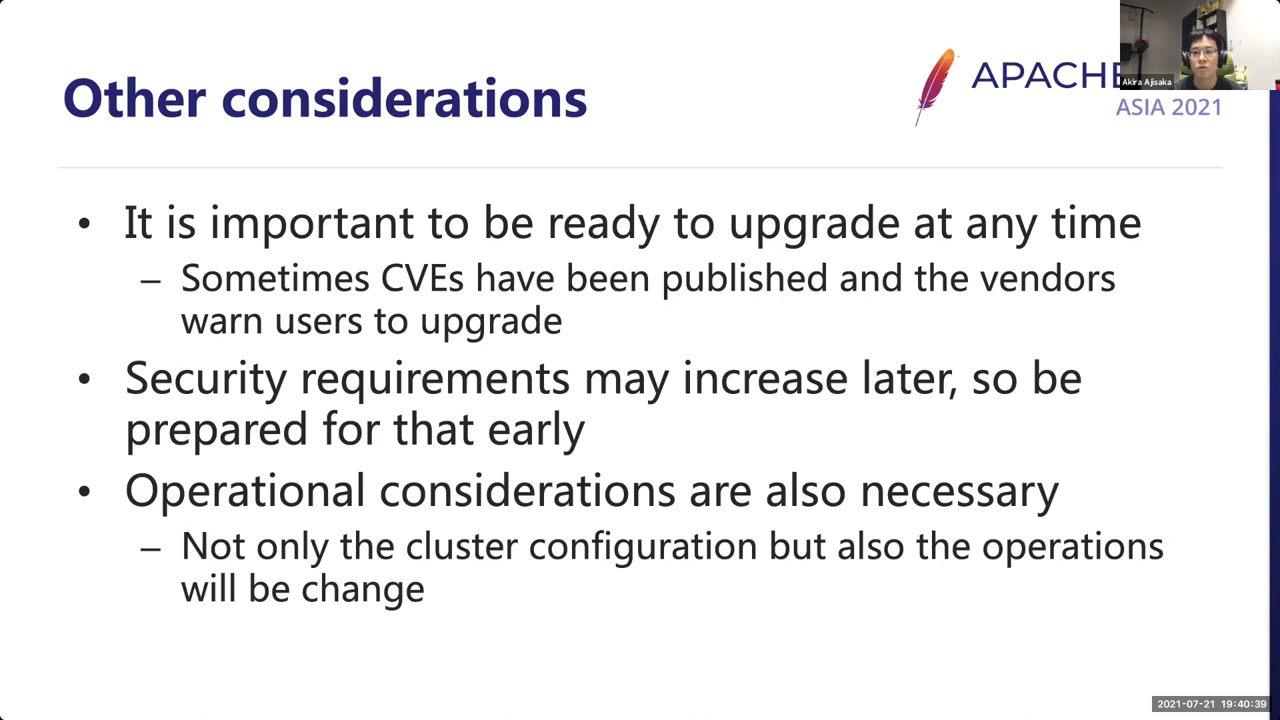 Other considerations
APACHE
ASIA 2021
Akira Ajisaka
• It is important to be ready to upgrade at any time
– Sometimes CVEs have been published and the vendors
warn users to upgrade
• Security requirements may increase later, so be
prepared for that early
• Operational considerations are also necessary
– Not only the cluster configuration but also the operations
will be change
2021-07-21 19:40:39